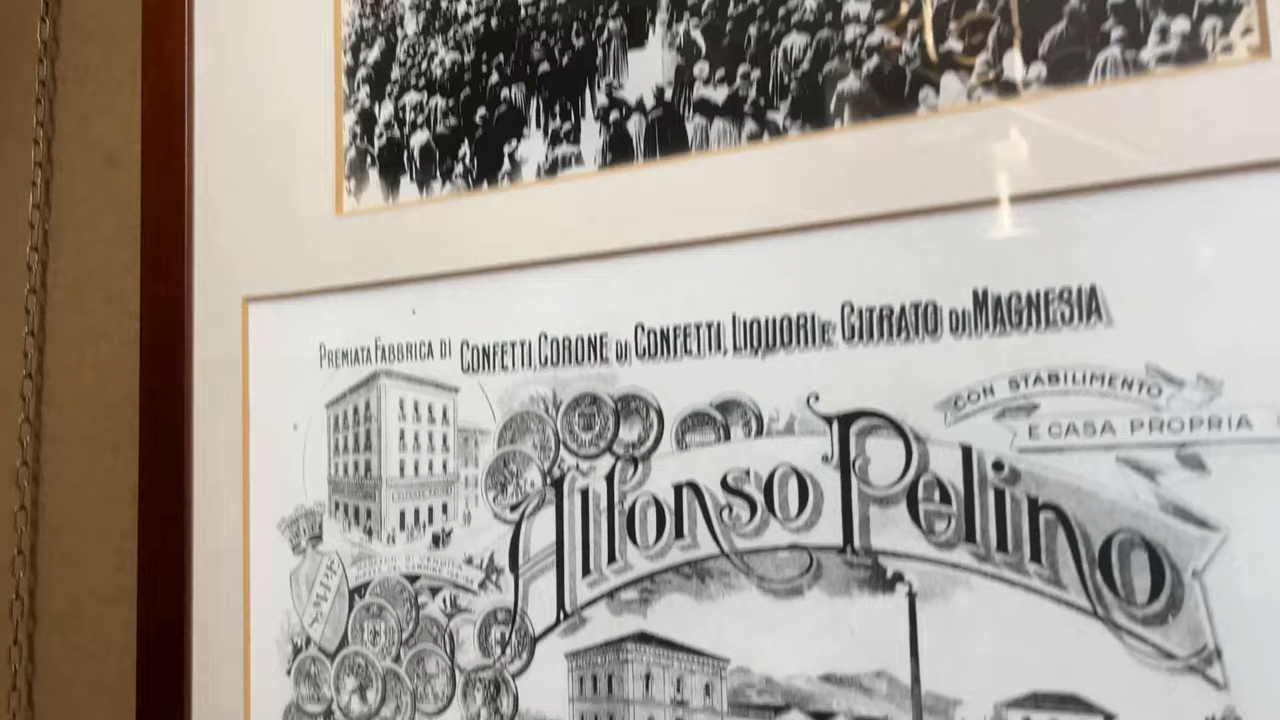 PREMIATA FABBRICA DI CONFETTI, CORONE DI CONFETTI, LIQUORI E CITRATO DI MAGNESIA
CON STABILIMENTO
E CASA PROPRIA
Alfonso Pelino